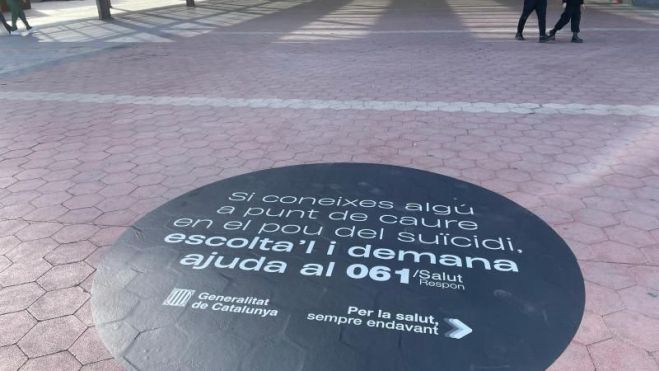 Si coneixes algú
a punt de caure
en el pou del suïcidi,
escolta'l i demana
ajuda al 061/Salut
Respon
Generalitat
de Catalunya
Per la salut,
sempre endavant